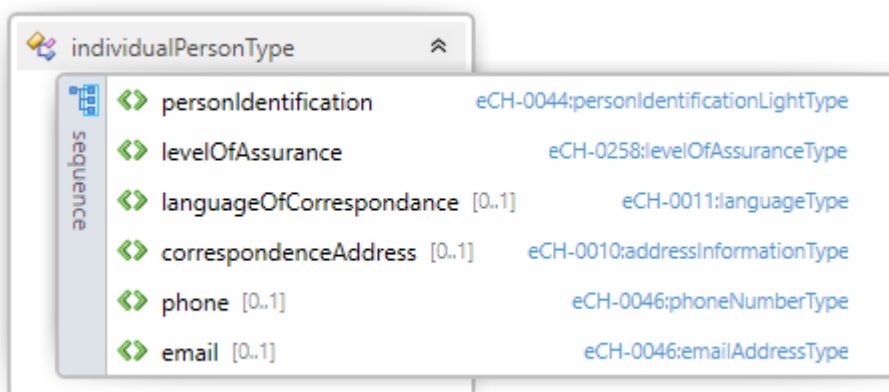 individualPersonType
sequence
personIdentification eCH-0044:personIdentificationLightType
levelOfAssurance eCH-0258:levelOfAssuranceType
languageOfCorrespondance [0..1] eCH-0011:languageType
correspondenceAddress [0..1] eCH-0010:addressInformationType
phone [0..1] eCH-0046:phoneNumberType
email [0..1] eCH-0046:emailAddressType